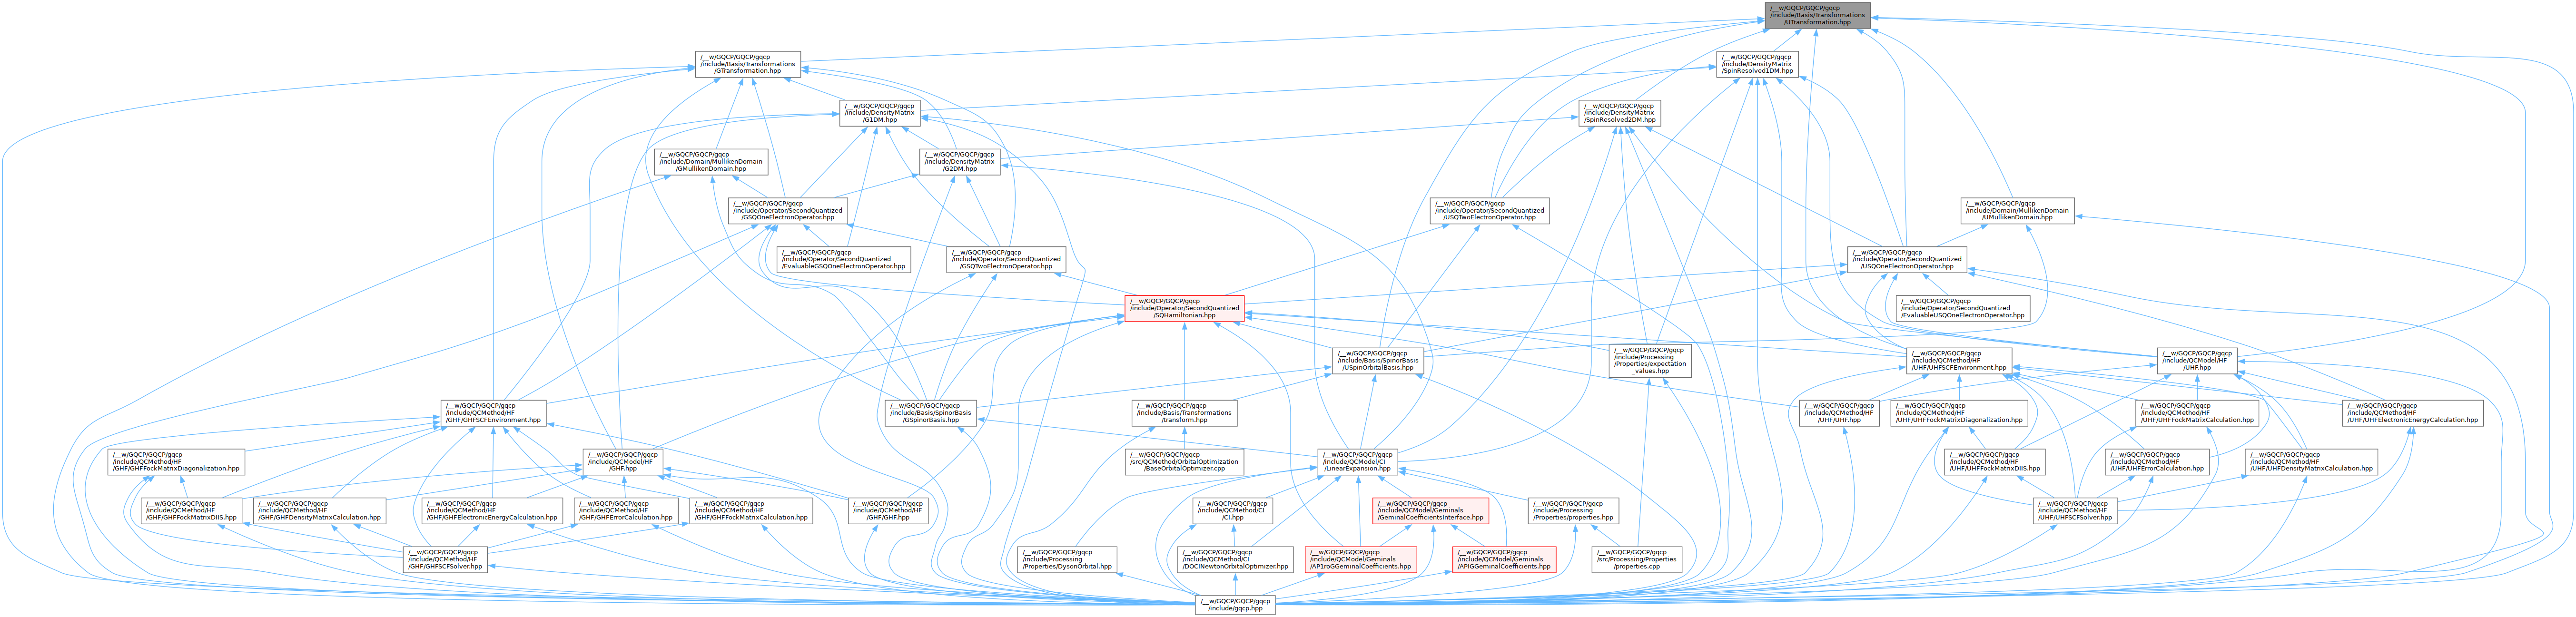 /__w/GQCP/GQCP/gqcp
/include/Basis/Transformations
/UTransformation.hpp
/__w/GQCP/GQCP/gqcp
/include/Basis/Transformations
/GTransformation.hpp
/__w/GQCP/GQCP/gqcp
/include/DensityMatrix
/SpinResolved1DM.hpp
/__w/GQCP/GQCP/gqcp
/include/DensityMatrix
/G1DM.hpp
/__w/GQCP/GQCP/gqcp
/include/DensityMatrix
/SpinResolved2DM.hpp
/__w/GQCP/GQCP/gqcp
/include/Domain/MullikenDomain
/GMullikenDomain.hpp
/__w/GQCP/GQCP/gqcp
/include/DensityMatrix
/G2DM.hpp
/__w/GQCP/GQCP/gqcp
/include/Operator/SecondQuantized
/GSQOneElectronOperator.hpp
/__w/GQCP/GQCP/gqcp
/include/Operator/SecondQuantized
/USQTwoElectronOperator.hpp
/__w/GQCP/GQCP/gqcp
/include/Domain/MullikenDomain
/UMullikenDomain.hpp
/__w/GQCP/GQCP/gqcp
/include/Operator/SecondQuantized
/EvaluableGSQOneElectronOperator.hpp
/__w/GQCP/GQCP/gqcp
/include/Operator/SecondQuantized
/GSQTwoElectronOperator.hpp
/__w/GQCP/GQCP/gqcp
/include/Operator/SecondQuantized
/USQOneElectronOperator.hpp
/__w/GQCP/GQCP/gqcp
/include/Operator/SecondQuantized
/SQHamiltonian.hpp
/__w/GQCP/GQCP/gqcp
/include/Operator/SecondQuantized
/EvaluableUSQOneElectronOperator.hpp
/__w/GQCP/GQCP/gqcp
/include/Basis/SpinorBasis
/USpinOrbitalBasis.hpp
/__w/GQCP/GQCP/gqcp
/include/Processing
/Properties/expectation
_values.hpp
/__w/GQCP/GQCP/gqcp
/include/QCMethod/HF
/UHF/UHFSCFEnvironment.hpp
/__w/GQCP/GQCP/gqcp
/include/QCModel/HF
/UHF.hpp
/__w/GQCP/GQCP/gqcp
/include/QCMethod/HF
/GHF/GHFSCFEnvironment.hpp
/__w/GQCP/GQCP/gqcp
/include/Basis/SpinorBasis
/GSpinorBasis.hpp
/__w/GQCP/GQCP/gqcp
/include/Basis/Transformations
/transform.hpp
/__w/GQCP/GQCP/gqcp
/include/QCMethod/HF
/UHF/UHF.hpp
/__w/GQCP/GQCP/gqcp
/include/QCMethod/HF
/UHF/UHFFockMatrixDiagonalization.hpp
/__w/GQCP/GQCP/gqcp
/include/QCMethod/HF
/UHF/UHFFockMatrixCalculation.hpp
/__w/GQCP/GQCP/gqcp
/include/QCMethod/HF
/UHF/UHFElectronicEnergyCalculation.hpp
/__w/GQCP/GQCP/gqcp
/include/QCMethod/HF
/GHF/GHFFockMatrixDiagonalization.hpp
/__w/GQCP/GQCP/gqcp
/include/QCModel/HF
/GHF.hpp
/__w/GQCP/GQCP/gqcp
/src/QCMethod/OrbitalOptimization
/BaseOrbitalOptimizer.cpp
/__w/GQCP/GQCP/gqcp
/include/QCModel/CI
/LinearExpansion.hpp
/__w/GQCP/GQCP/gqcp
/include/QCMethod/HF
/UHF/UHFFockMatrixDIIS.hpp
/__w/GQCP/GQCP/gqcp
/include/QCMethod/HF
/UHF/UHFErrorCalculation.hpp
/__w/GQCP/GQCP/gqcp
/include/QCMethod/HF
/UHF/UHFDensityMatrixCalculation.hpp
/__w/GQCP/GQCP/gqcp
/include/QCMethod/HF
/GHF/GHFFockMatrixDIIS.hpp
/__w/GQCP/GQCP/gqcp
/include/QCMethod/HF
/GHF/GHFDensityMatrixCalculation.hpp
/__w/GQCP/GQCP/gqcp
/include/QCMethod/HF
/GHF/GHFElectronicEnergyCalculation.hpp
/__w/GQCP/GQCP/gqcp
/include/QCMethod/HF
/GHF/GHFErrorCalculation.hpp
/__w/GQCP/GQCP/gqcp
/include/QCMethod/HF
/GHF/GHFFockMatrixCalculation.hpp
/__w/GQCP/GQCP/gqcp
/include/QCMethod/HF
/GHF/GHF.hpp
/__w/GQCP/GQCP/gqcp
/include/QCMethod/CI
/CI.hpp
/__w/GQCP/GQCP/gqcp
/include/QCModel/Geminals
/GeminalCoefficientsInterface.hpp
/__w/GQCP/GQCP/gqcp
/include/Processing
/Properties/properties.hpp
/__w/GQCP/GQCP/gqcp
/include/QCMethod/HF
/UHF/UHFSCFSolver.hpp
/__w/GQCP/GQCP/gqcp
/include/QCMethod/HF
/GHF/GHFSCFSolver.hpp
/__w/GQCP/GQCP/gqcp
/include/Processing
/Properties/DysonOrbital.hpp
/__w/GQCP/GQCP/gqcp
/include/QCMethod/CI
/DOCINewtonOrbitalOptimizer.hpp
/__w/GQCP/GQCP/gqcp
/include/QCModel/Geminals
/AP1roGGeminalCoefficients.hpp
/__w/GQCP/GQCP/gqcp
/include/QCModel/Geminals
/APIGGeminalCoefficients.hpp
/__w/GQCP/GQCP/gqcp
/src/Processing/Properties
/properties.cpp
/__w/GQCP/GQCP/gqcp
/include/gqcp.hpp